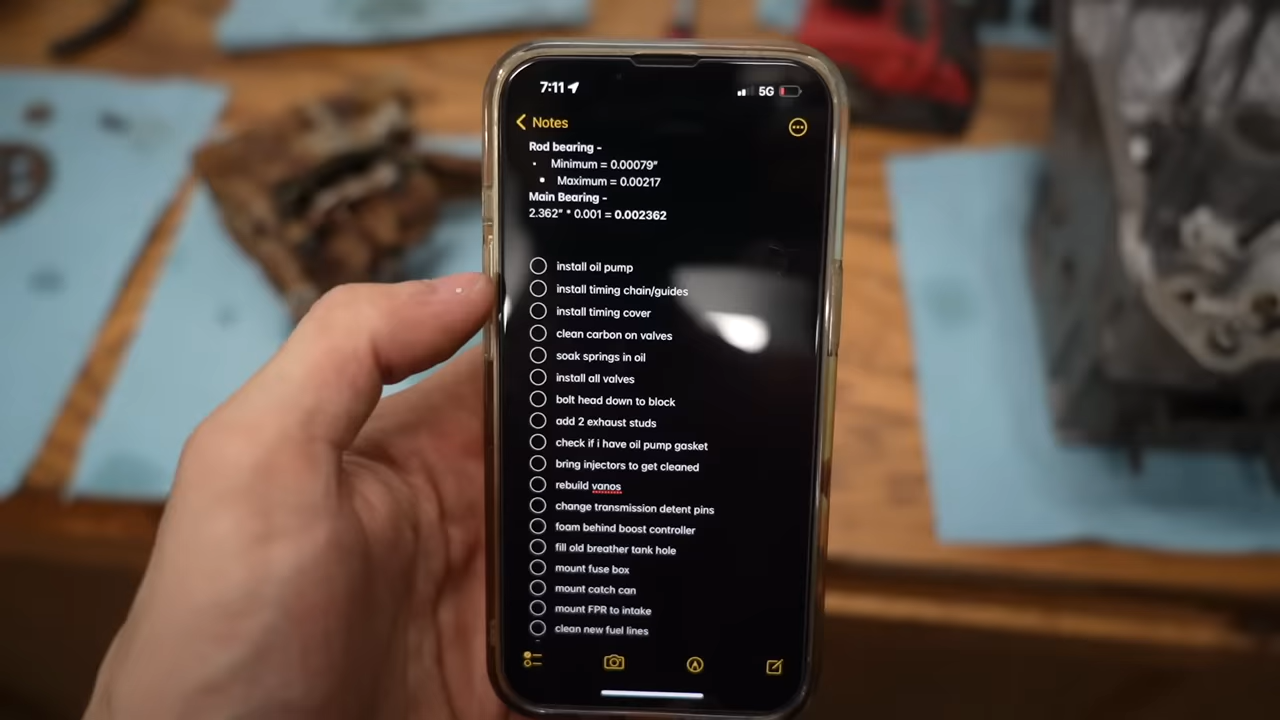 7:11
5G
Notes
Rod bearing -
• Minimum = 0.00079"
▪ Maximum = 0.00217
Main Bearing -
2.362" * 0.001 = 0.002362
install oil pump
install timing chain/guides
install timing cover
clean carbon on valves
soak springs in oil
install all valves
bolt head down to block
add 2 exhaust studs
check if i have oil pump gasket
bring injectors to get cleaned
rebuild vanos
change transmission detent pins
foam behind boost controller
fill old breather tank hole
mount fuse box
mount catch can
mount FPR to intake
clean new fuel lines